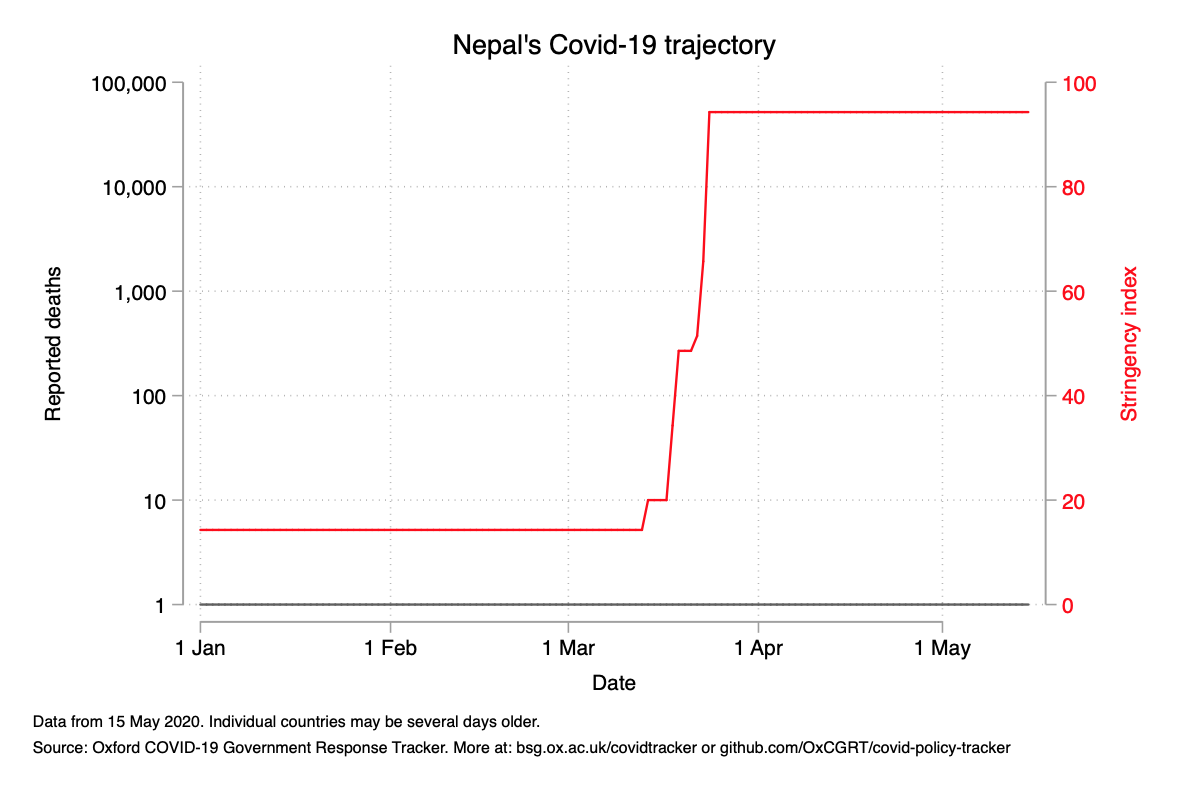 Nepal's Covid-19 trajectory
100,000
10,000
1,000
100
10
1
Reported deaths
100
80
60
40
20
0
Stringency index
1 Jan
1 Feb
1 Mar
1 Apr
1 May
Date
Data from 15 May 2020. Individual countries may be several days older.
Source: Oxford COVID-19 Government Response Tracker. More at: bsg.ox.ac.uk/covidtracker or github.com/OxCGRT/covid-policy-tracker